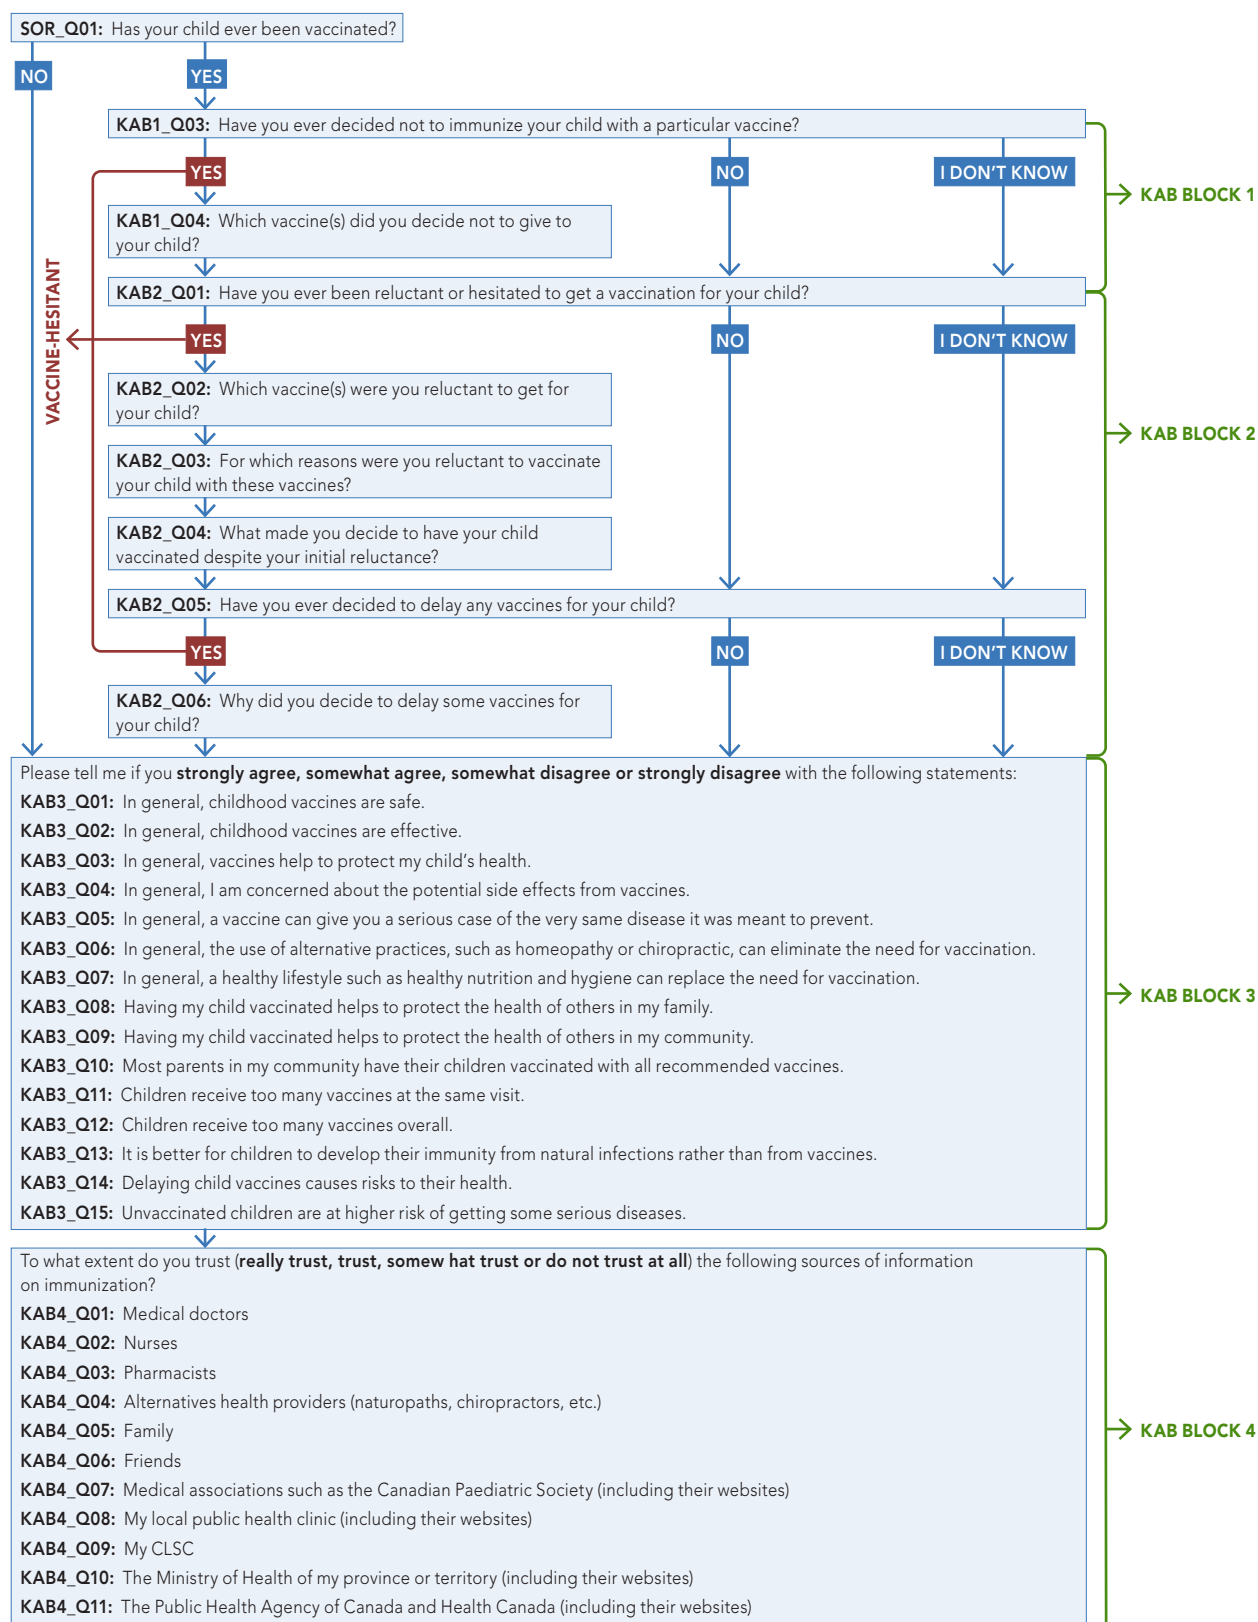 SOR_Q01: Has your child ever been vaccinated?
NO
YES
KAB1_Q03: Have you ever decided not to immunize your child with a particular vaccine?
YES
NO
I DON'T KNOW
KAB BLOCK 1
KAB1_Q04: Which vaccine(s) did you decide not to give to
your child?
KAB2_Q01: Have you ever been reluctant or hesitated to get a vaccination for your child?
VACCINE-HESITANT
YES
NO
I DON'T KNOW
KAB2_Q02: Which vaccine(s) were you reluctant to get for
your child?
KAB BLOCK 2
KAB2_Q03: For which reasons were you reluctant to vaccinate
your child with these vaccines?
KAB2_Q04: What made you decide to have your child
vaccinated despite your initial reluctance?
KAB2_Q05: Have you ever decided to delay any vaccines for your child?
YES
NO
I DON'T KNOW
KAB2_Q06: Why did you decide to delay some vaccines for
your child?
Please tell me if you strongly agree, somewhat agree, somewhat disagree or strongly disagree with the following statements:
KAB3_Q01: In general, childhood vaccines are safe.
KAB3_Q02: In general, childhood vaccines are effective.
KAB3_Q03: In general, vaccines help to protect my child's health.
KAB3_Q04: In general, I am concerned about the potential side effects from vaccines.
KAB3_Q05: In general, a vaccine can give you a serious case of the very same disease it was meant to prevent.
KAB3_Q06: In general, the use of alternative practices, such as homeopathy or chiropractic, can eliminate the need for vaccination.
KAB3_Q07: In general, a healthy lifestyle such as healthy nutrition and hygiene can replace the need for vaccination.
KAB BLOCK 3
KAB3_Q08: Having my child vaccinated helps to protect the health of others in my family.
KAB3_Q09: Having my child vaccinated helps to protect the health of others in my community.
KAB3_Q10: Most parents in my community have their children vaccinated with all recommended vaccines.
KAB3_Q11: Children receive too many vaccines at the same visit.
KAB3_Q12: Children receive too many vaccines overall.
KAB3_Q13: It is better for children to develop their immunity from natural infections rather than from vaccines.
KAB3_Q14: Delaying child vaccines causes risks to their health.
KAB3_Q15: Unvaccinated children are at higher risk of getting some serious diseases.
To what extent do you trust (really trust, trust, somew hat trust or do not trust at all) the following sources of information
on immunization?
KAB4_Q01: Medical doctors
KAB4_Q02: Nurses
KAB4_Q03: Pharmacists
KAB4_Q04: Alternatives health providers (naturopaths, chiropractors, etc.)
KAB4_Q05: Family
KAB BLOCK 4
KAB4_Q06: Friends
KAB4_Q07: Medical associations such as the Canadian Paediatric Society (including their websites)
KAB4_Q08: My local public health clinic (including their websites)
KAB4_Q09: My CLSC
KAB4_Q10: The Ministry of Health of my province or territory (including their websites)
KAB4_Q11: The Public Health Agency of Canada and Health Canada (including their websites)